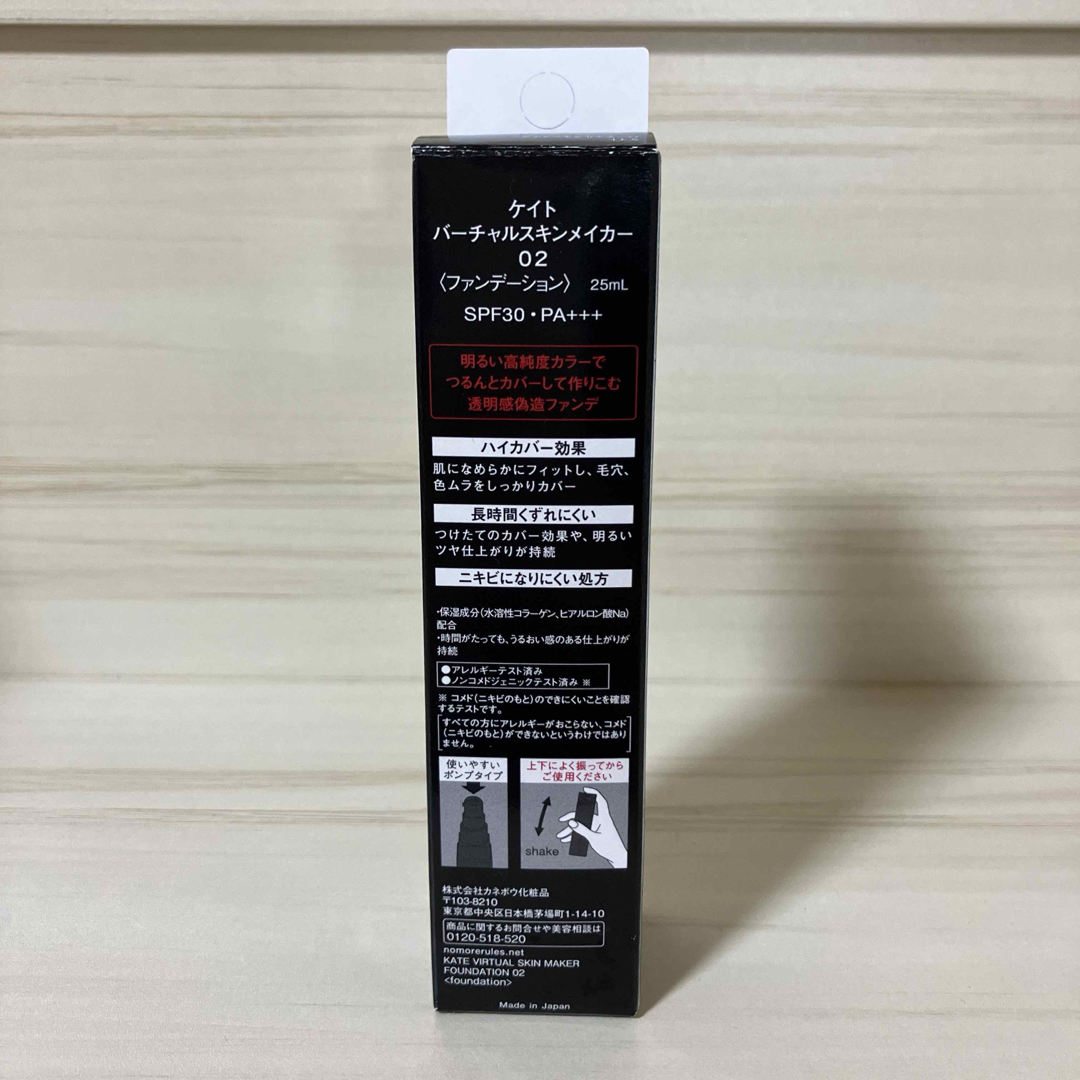 ケイト
バーチャルスキンメイカー
02
〈ファンデーション〉 25mL
SPF30・PA+++
明るい高純度カラーで
つるんとカバーして作りこむ
透明感偽造ファンデ
ハイカバー効果
肌になめらかにフィットし、毛穴、
色ムラをしっかりカバー
長時間くずれにくい
つけたてのカバー効果や、明るい
ツヤ仕上がりが持続
ニキビになりにくい処方
・保湿成分(水溶性コラーゲン、ヒアルロン酸Na)
配合
・時間がたっても、うるおい感のある仕上がりが
持続
●アレルギーテスト済み
●ノンコメドジェニックテスト済み ※
※ コメド(ニキビのもと)のできにくいことを確認
するテストです。
すべての方にアレルギーがおこらない、コメド
(ニキビのもと)ができないというわけではあり
ません。
使いやすい
ポンプタイプ
上下によく振ってから
ご使用ください
shake
株式会社カネボウ化粧品
〒103-8210
東京都中央区日本橋茅場町1-14-10
商品に関するお問合せや美容相談は
0120-518-520
nomorerules.net
KATE VIRTUAL SKIN MAKER
FOUNDATION 02
<foundation>
Made in Japan